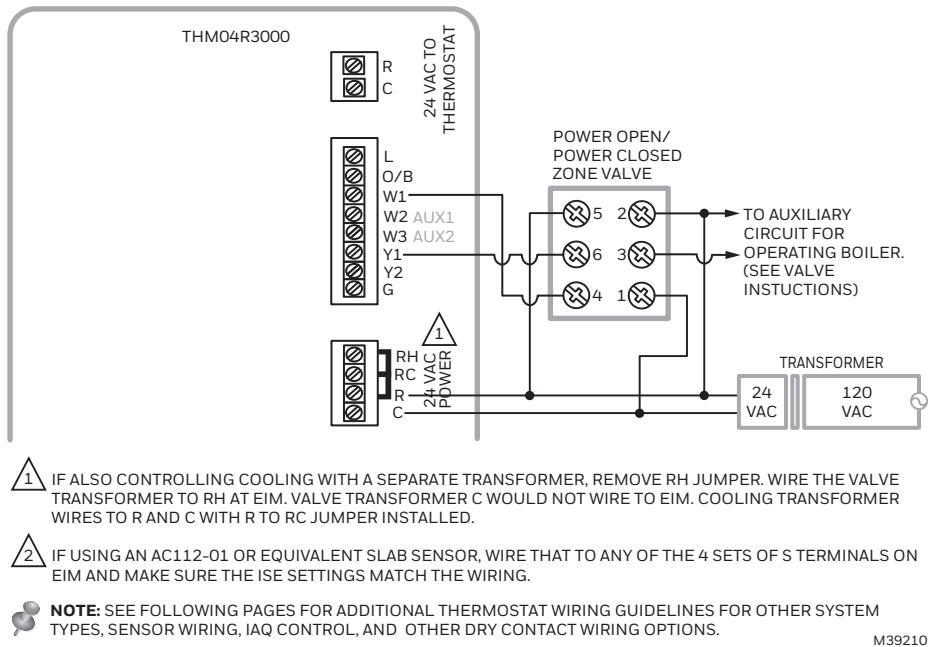 THM04R3000
R
C
24 VAC TO
THERMOSTAT
L
O/B
W1
W2 AUX1
W3 AUX2
Y1
Y2
G
POWER OPEN/
POWER CLOSED
ZONE VALVE
5 2
6 3
4 1
TO AUXILIARY
CIRCUIT FOR
OPERATING BOILER.
(SEE VALVE
INSTUCTIONS)
1
RH
RC
R
C
24 VAC
POWER
TRANSFORMER
24
VAC
120
VAC
1 IF ALSO CONTROLLING COOLING WITH A SEPARATE TRANSFORMER, REMOVE RH JUMPER. WIRE THE VALVE
TRANSFORMER TO RH AT EIM. VALVE TRANSFORMER C WOULD NOT WIRE TO EIM. COOLING TRANSFORMER
WIRES TO R AND C WITH R TO RC JUMPER INSTALLED.
2 IF USING AN AC112-01 OR EQUIVALENT SLAB SENSOR, WIRE THAT TO ANY OF THE 4 SETS OF S TERMINALS ON
EIM AND MAKE SURE THE ISE SETTINGS MATCH THE WIRING.
NOTE: SEE FOLLOWING PAGES FOR ADDITIONAL THERMOSTAT WIRING GUIDELINES FOR OTHER SYSTEM
TYPES, SENSOR WIRING, IAQ CONTROL, AND OTHER DRY CONTACT WIRING OPTIONS.
M39210